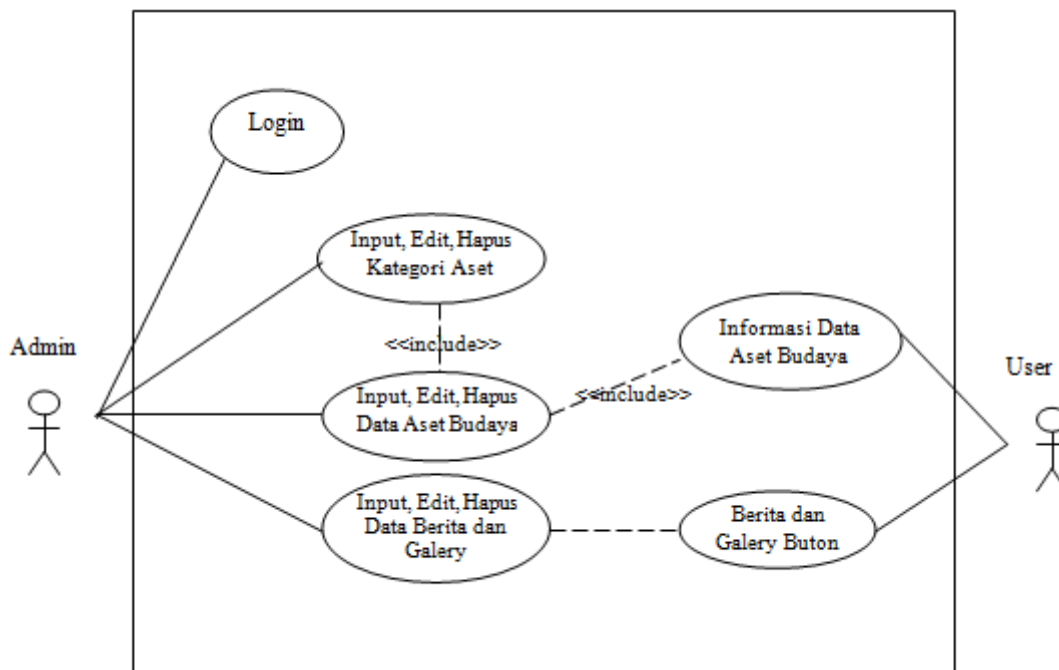 Login
Input, Edit, Hapus
Kategori Aset
<<include>>
Admin
Informasi Data
Aset Budaya
User
Input, Edit, Hapus
Data Aset Budaya
<<include>>
Input, Edit, Hapus
Data Berita dan
Galery
Berita dan
Galery Buton